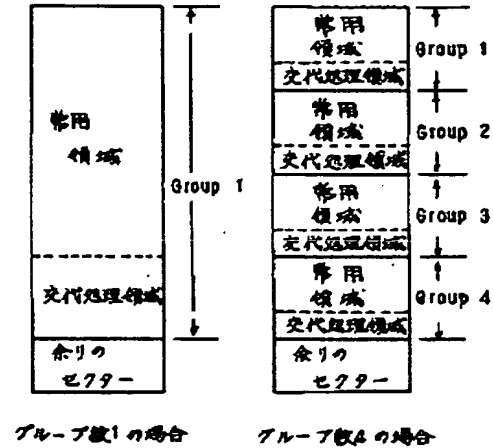 常用
領域
交代処理領域
余りの
セクター
Group 1
グループ数1の場合
常用
領域
交代処理領域
常用
領域
交代処理領域
常用
領域
交代処理領域
常用
領域
交代処理領域
余りの
セクター
Group 1
Group 2
Group 3
Group 4
グループ数4の場合